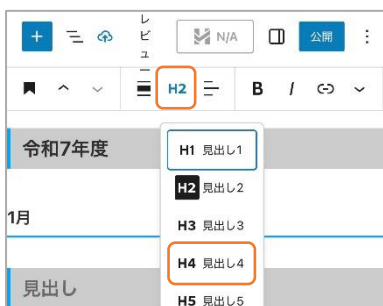 レ
ビ
ュ
ー
N/A
公開
H2
B I
令和7年度
1月
見出し
H1 見出し1
H2 見出し2
H3 見出し3
H4 見出し4
H5 見出し5